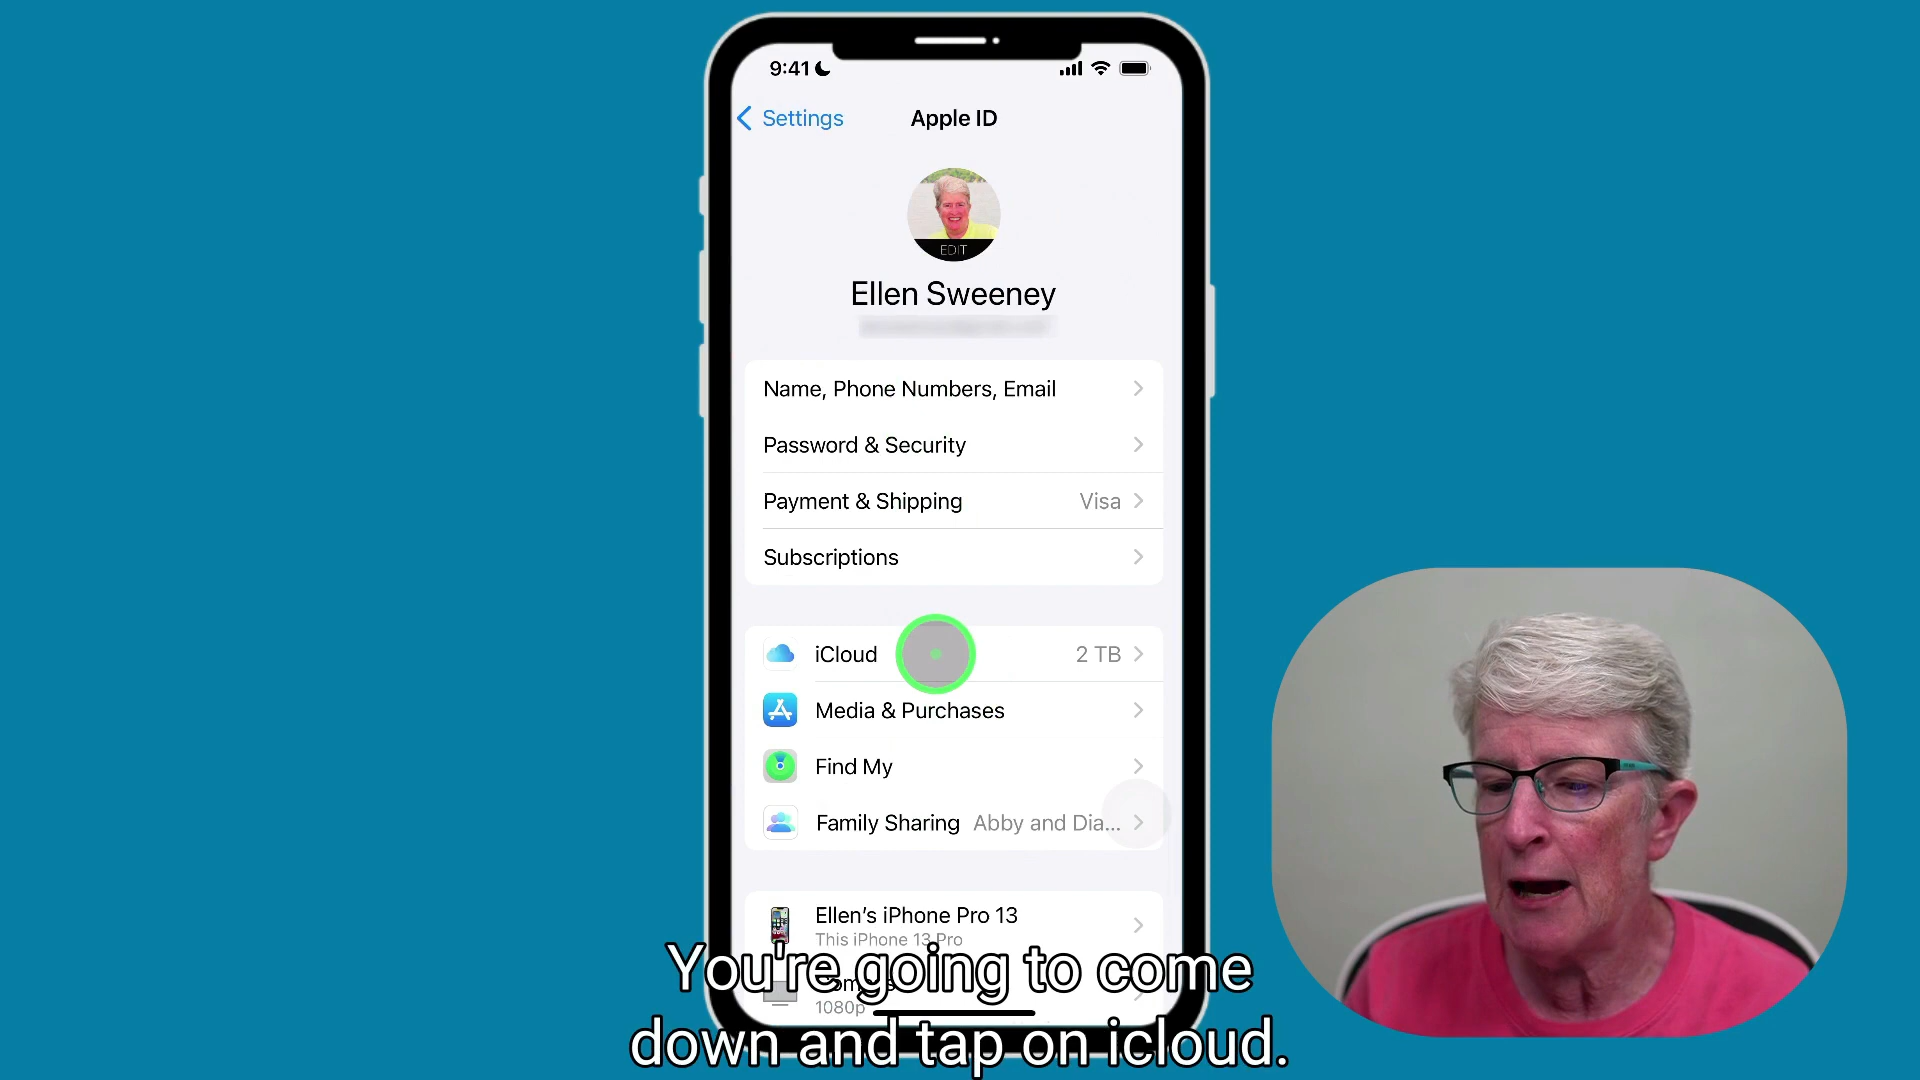 9:41
Settings
Apple ID
EDIT
Ellen Sweeney
Name, Phone Numbers, Email
Password & Security
Payment & Shipping Visa
Subscriptions
iCloud 2 TB
Media & Purchases
Find My
Family Sharing Abby and Dia...
Ellen's iPhone Pro 13
This iPhone 13 Pro
1080p
You're going to come
down and tap on icloud.